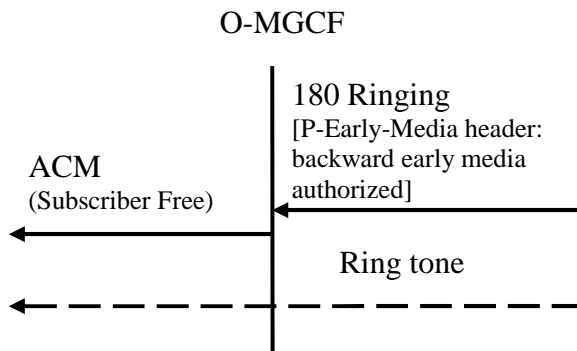 O-MGCF
180 Ringing
[P-Early-Media header:
backward early media
authorized]
ACM
(Subscriber Free)
Ring tone